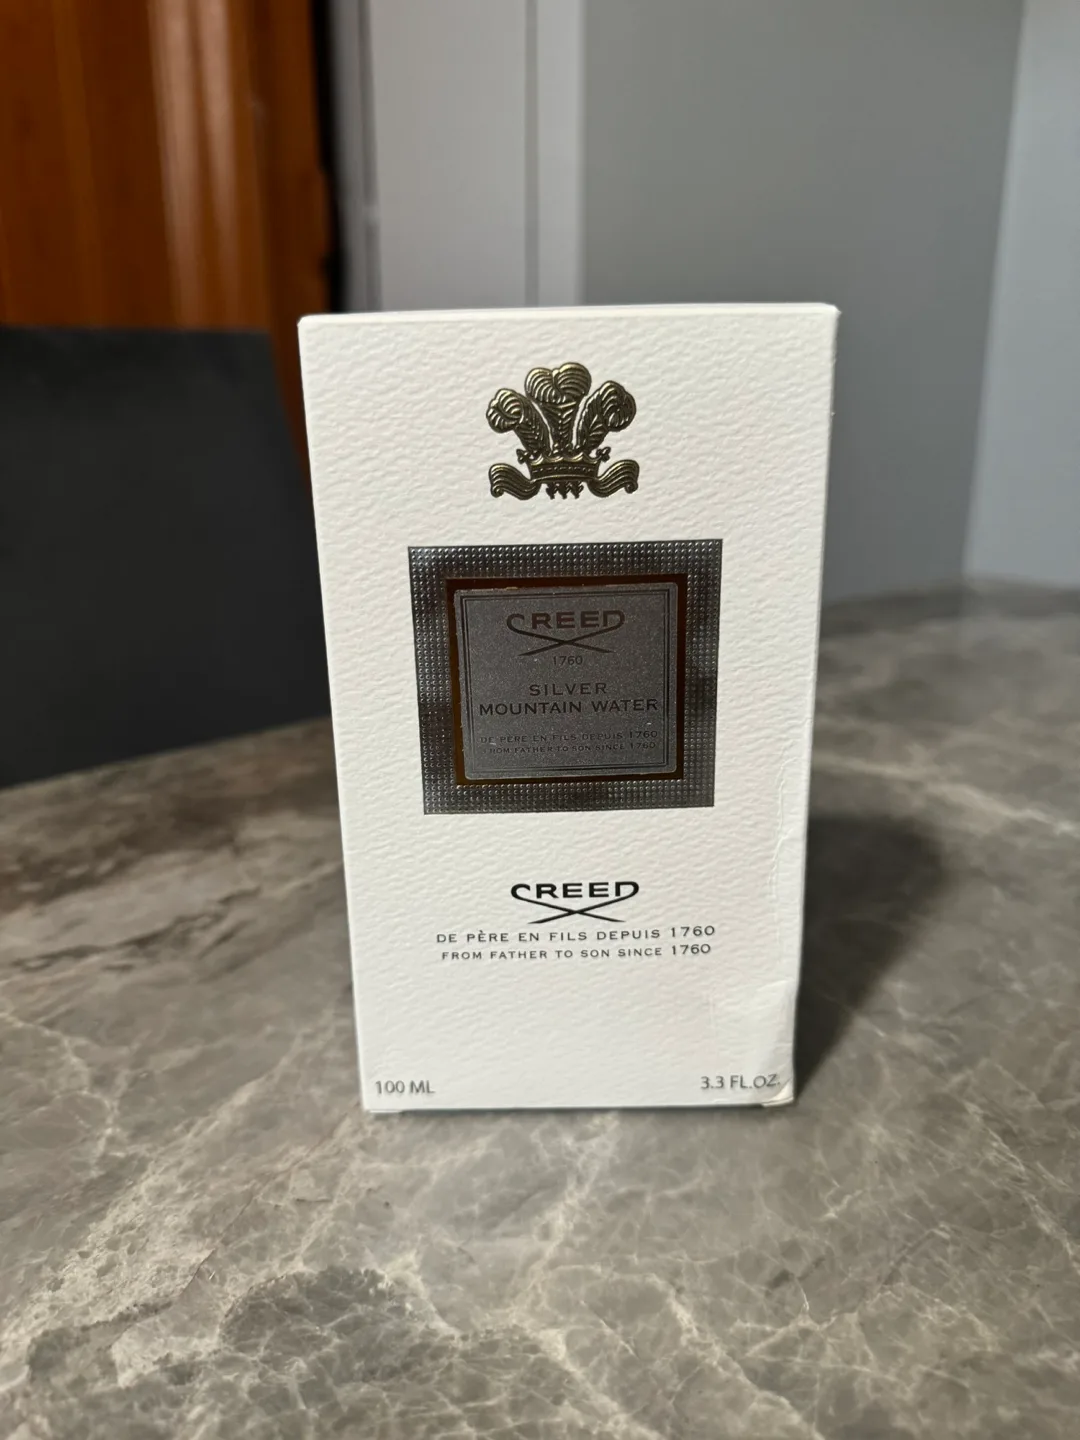 CREED
1760
SILVER
MOUNTAIN WATER
DE PÈRE EN FILS DEPUIS 1760
FROM FATHER TO SON SINCE 1760
CREED
DE PÈRE EN FILS DEPUIS 1760
FROM FATHER TO SON SINCE 1760
100 ML
3.3 FL.OZ.